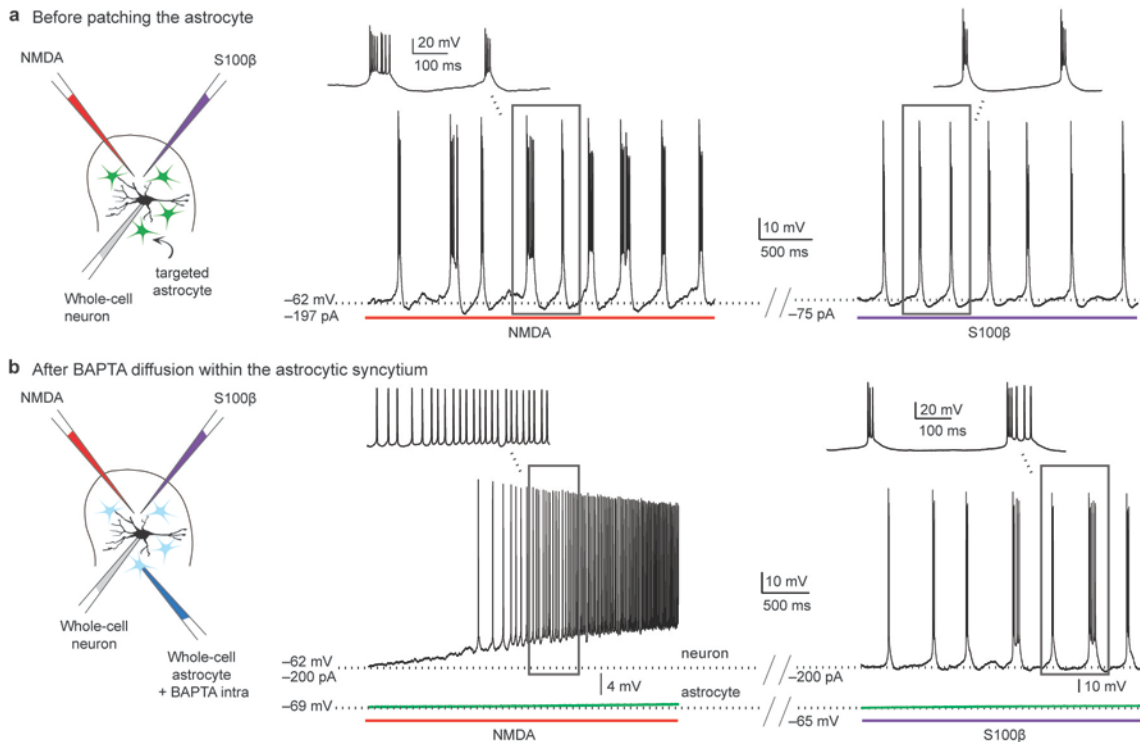 a Before patching the astrocyte
NMDA
S100β
targeted
astrocyte
Whole-cell
neuron
20 mV
100 ms
–62 mV
–197 pA
NMDA
10 mV
500 ms
–75 pA
S100β
b After BAPTA diffusion within the astrocytic syncytium
NMDA
S100β
Whole-cell
neuron
Whole-cell
astrocyte
+ BAPTA intra
–62 mV
–200 pA
neuron
4 mV
astrocyte
–69 mV
NMDA
20 mV
100 ms
10 mV
500 ms
–200 pA
10 mV
–65 mV
S100β